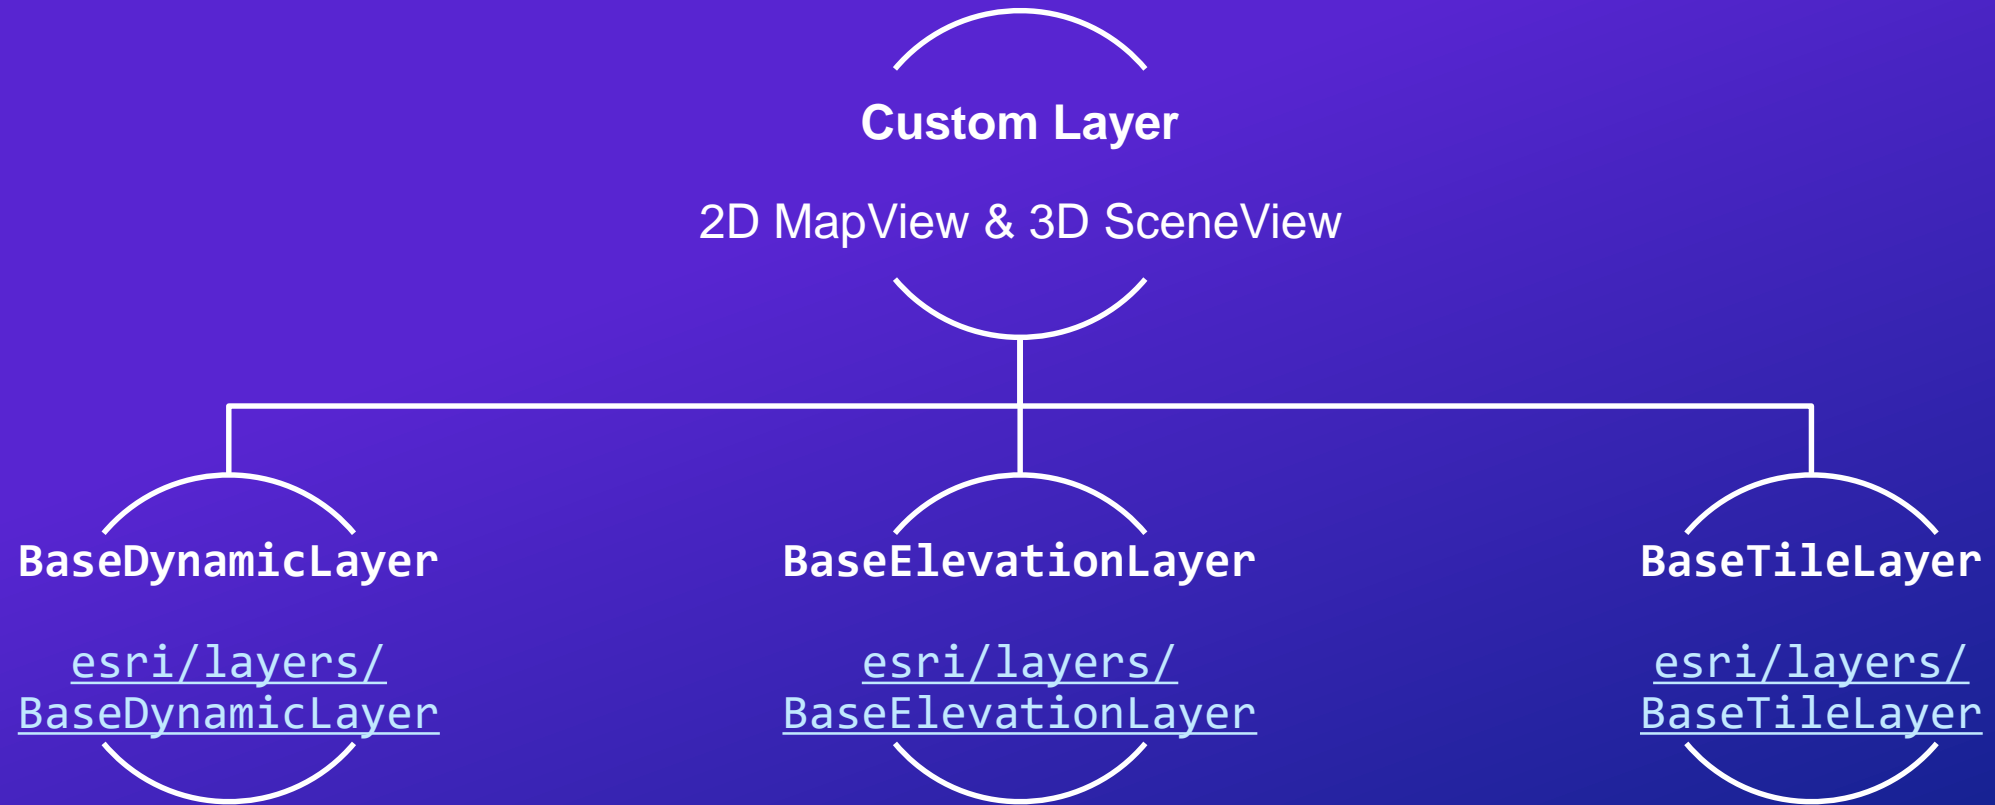 Custom Layer
2D MapView & 3D SceneView
BaseDynamicLayer
esri/layers/
BaseDynamicLayer
BaseElevationLayer
esri/layers/
BaseElevationLayer
BaseTileLayer
esri/layers/
BaseTileLayer